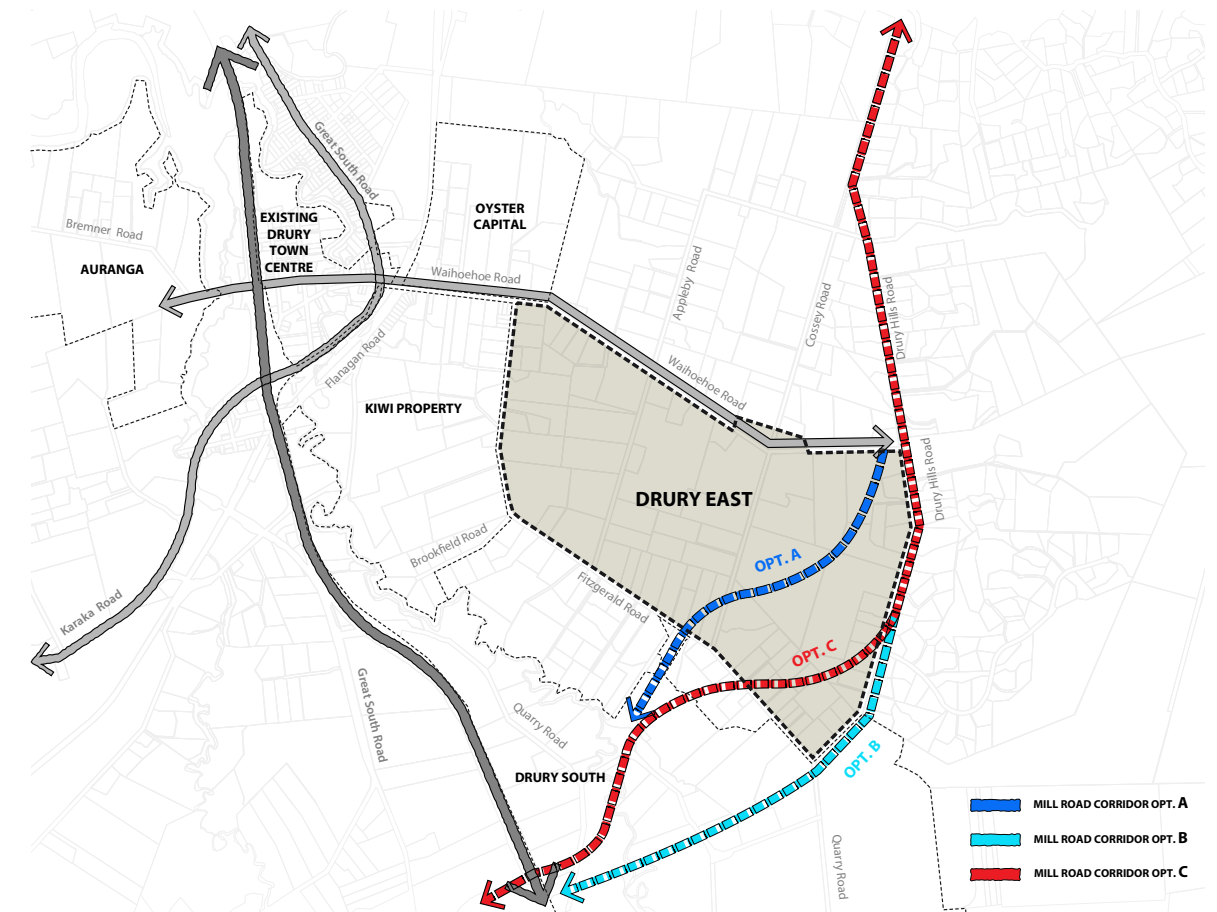 Great South Road
Bremner Road
AURANGA
EXISTING
DRURY
TOWN
CENTRE
OYSTER
CAPITAL
Waihoehoe Road
Appleby Road
Cossey Road
Drury Hills Road
Flanagan Road
KIWI PROPERTY
Waihoehoe Road
DRURY EAST
Drury Hills Road
Brookfield Road
OPT. A
Fitzgerald Road
Karaka Road
OPT. C
Great South Road
Quarry Road
OPT. B
DRURY SOUTH
Quarry Road
MILL ROAD CORRIDOR OPT. A
MILL ROAD CORRIDOR OPT. B
MILL ROAD CORRIDOR OPT. C